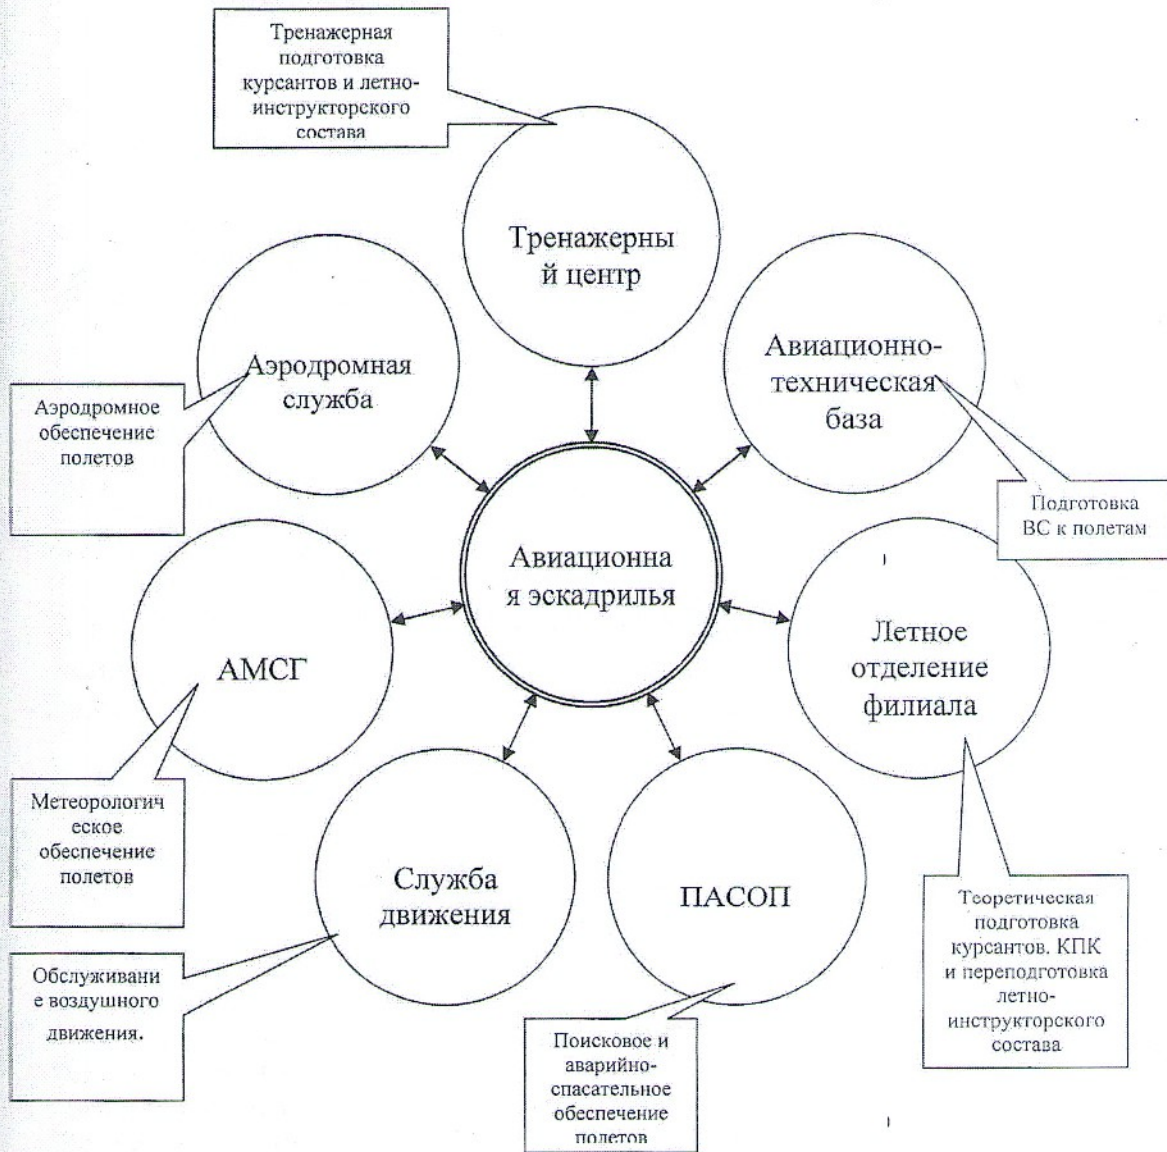 Тренажерная
подготовка
курсантов и летно-
инструкторского
состава
Тренажерны
й центр
Аэродромная
служба
Авиационно-
техническая
база
Аэродромное
обеспечение
полетов
Подготовка
ВС к полетам
Авиационна
я эскадрилья
АМСГ
Летное
отделение
филиала
Метеорологич
еское
обеспечение
полетов
Служба
движения
ПАСОП
Теоретическая
подготовка
курсантов. КПК
и переподготовка
летно-
инструкторского
состава
Обслуживани
е воздушного
движения.
Поисковое и
аварийно-
спасательное
обеспечение
полетов